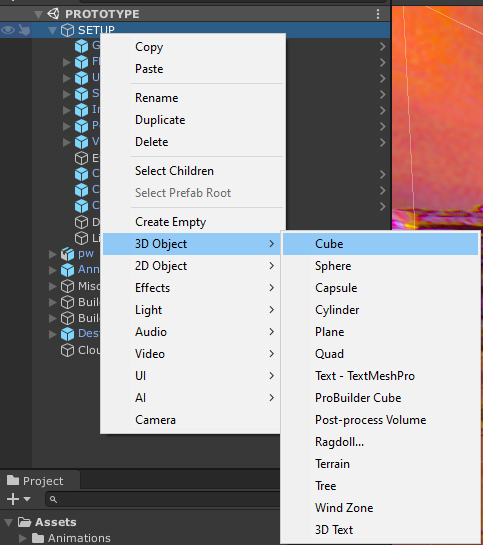 PROTOTYPE
SETUP
Copy
Paste
Rename
Duplicate
Delete
Select Children
Select Prefab Root
Create Empty
3D Object
2D Object
Effects
Light
Audio
Video
UI
AI
Camera
Cube
Sphere
Capsule
Cylinder
Plane
Quad
Text - TextMeshPro
ProBuilder Cube
Post-process Volume
Ragdoll...
Terrain
Tree
Wind Zone
3D Text
pw
Ann
Misc
Buil
Buil
Des
Clou
Project
Assets
Animations